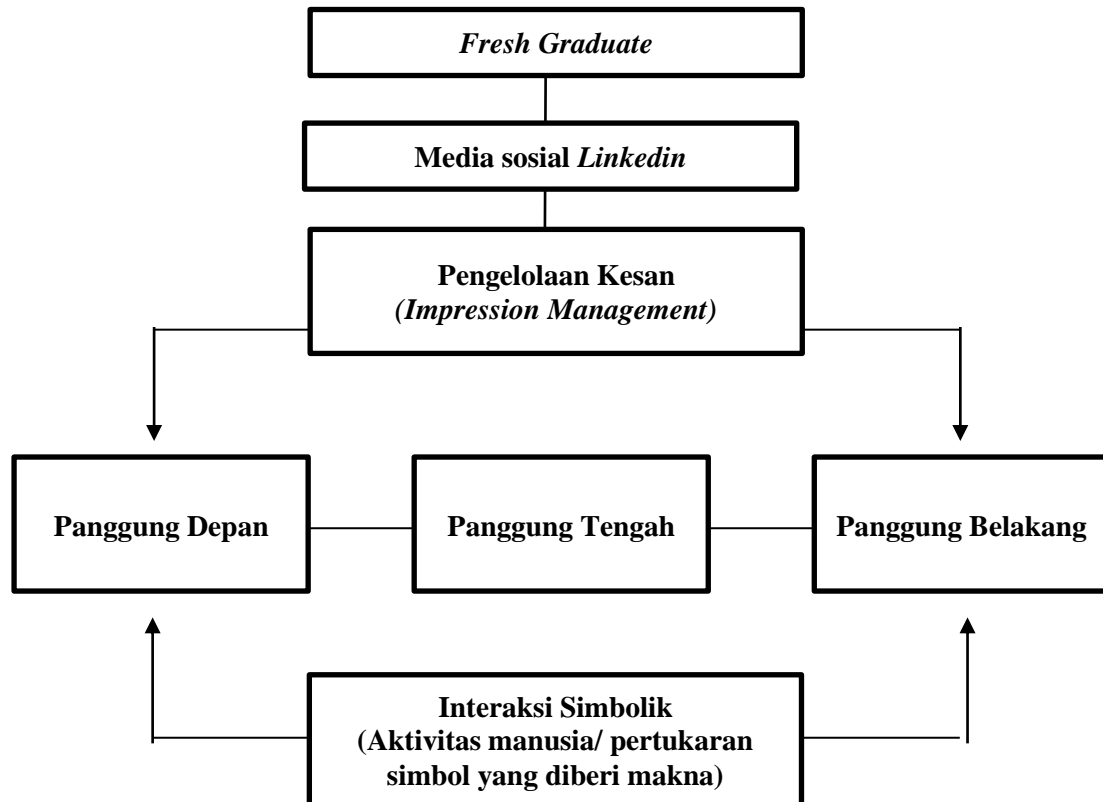 Fresh Graduate
Media sosial Linkedin
Pengelolaan Kesan
(Impression Management)
Panggung Depan
Panggung Tengah
Panggung Belakang
Interaksi Simbolik
(Aktivitas manusia/ pertukaran
simbol yang diberi makna)